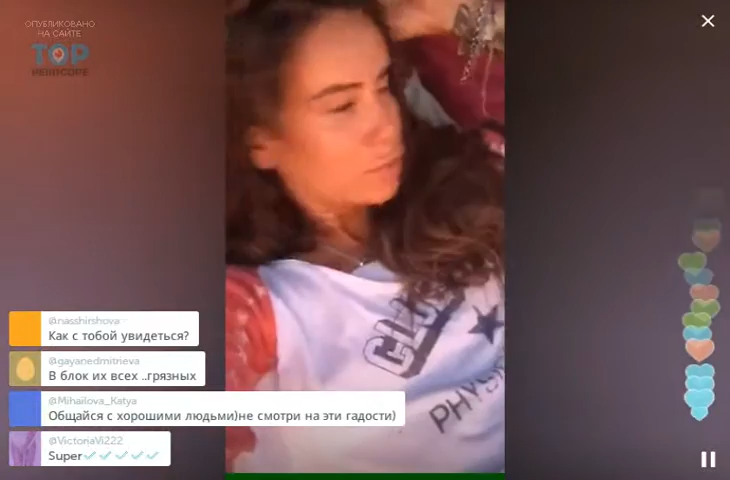 ОПУБЛИКОВАНО
НА САЙТЕ
TOP
@nasshirshova
Как с тобой увидеться?
@gayanedmitrieva
В блок их всех ..грязных
@Mihailova_Katya
Общайся с хорошими людьми)не смотри на эти гадости)
@VictoriaVi222
Super